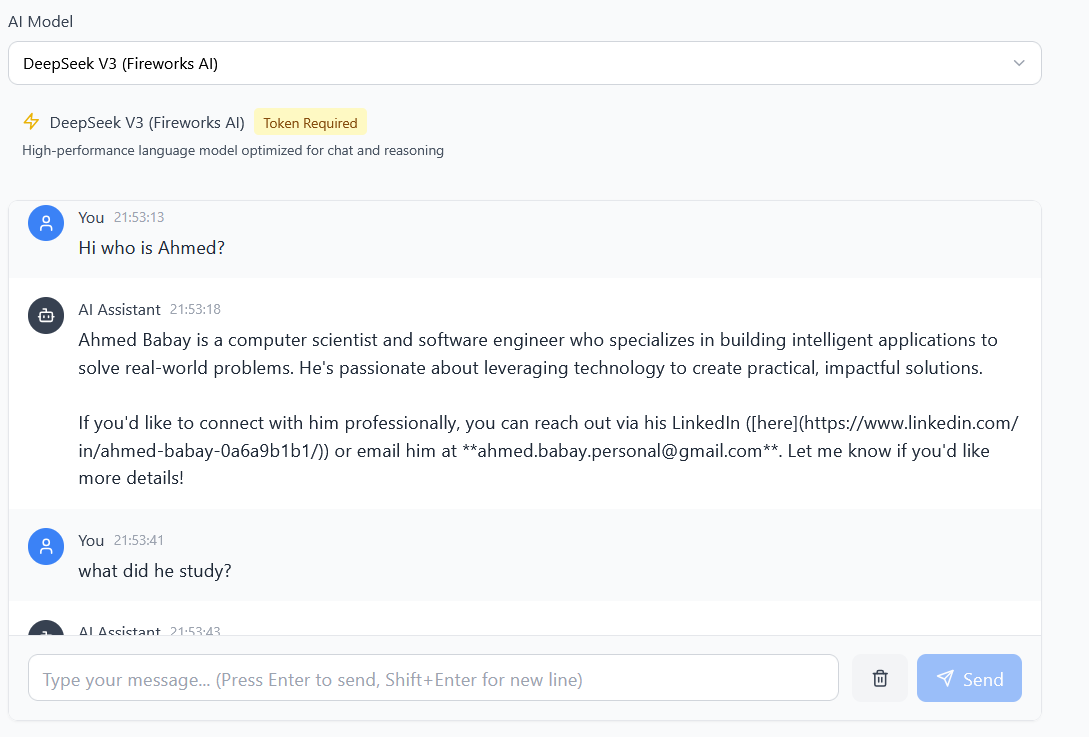 AI Model
DeepSeek V3 (Fireworks AI)
DeepSeek V3 (Fireworks AI) Token Required
High-performance language model optimized for chat and reasoning
You 21:53:13
Hi who is Ahmed?
AI Assistant 21:53:18
Ahmed Babay is a computer scientist and software engineer who specializes in building intelligent applications to
solve real-world problems. He's passionate about leveraging technology to create practical, impactful solutions.
If you'd like to connect with him professionally, you can reach out via his LinkedIn ([here](https://www.linkedin.com/
in/ahmed-babay-0a6a9b1b1/)) or email him at **ahmed.babay.personal@gmail.com**. Let me know if you'd like
more details!
You 21:53:41
what did he study?
AI Assistant 21:53:43
Type your message... (Press Enter to send, Shift+Enter for new line)
Send